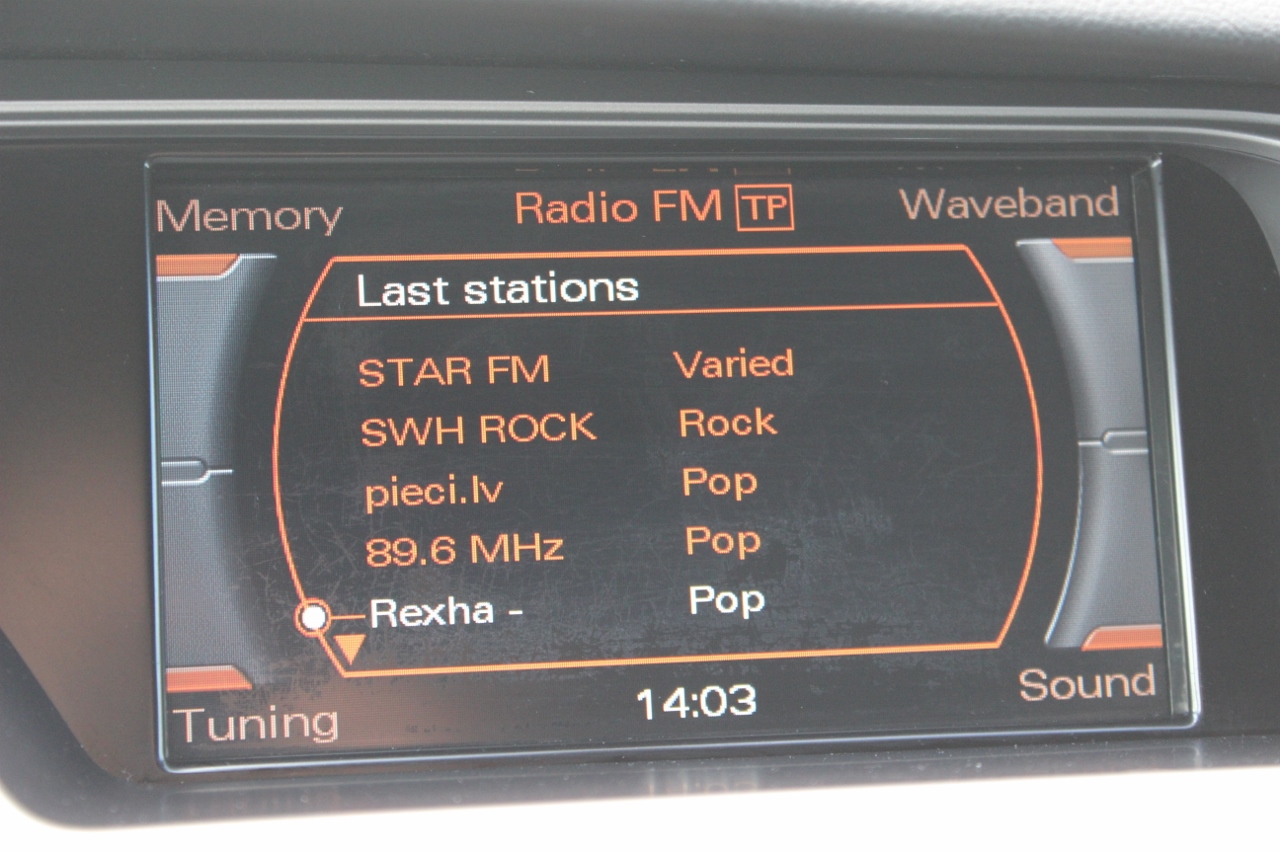 Memory
Radio FM TP
Waveband
Last stations
STAR FM Varied
SWH ROCK Rock
pieci.lv Pop
89.6 MHz Pop
Rexha - Pop
Tuning
14:03
Sound